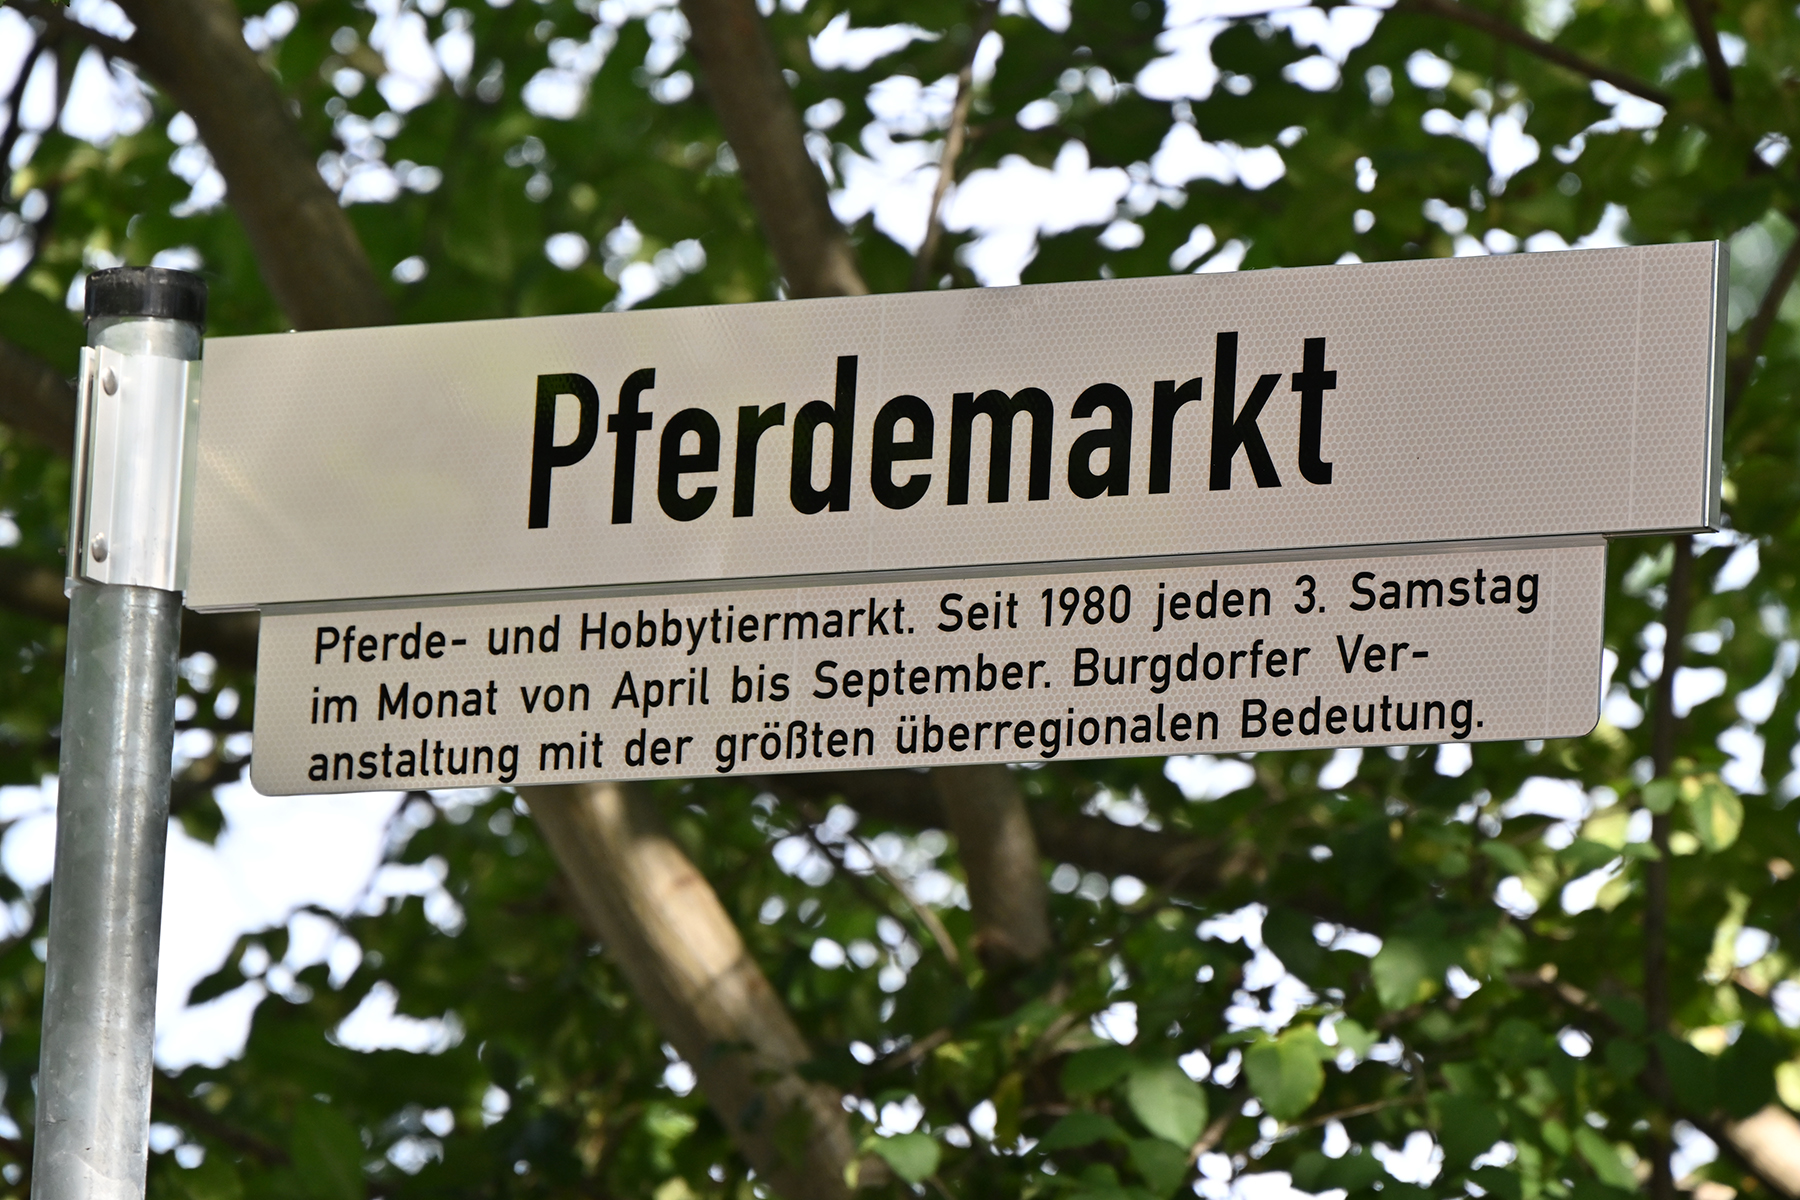 Pferdemarkt
Pferde- und Hobbytiermarkt. Seit 1980 jeden 3. Samstag
im Monat von April bis September. Burgdorfer Ver-
anstaltung mit der größten überregionalen Bedeutung.